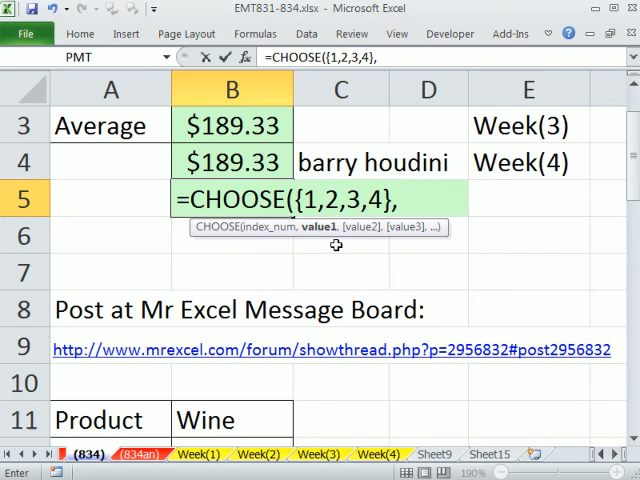 EMT831-834.xlsx - Microsoft Excel
File Home Insert Page Layout Formulas Data Review View Developer Add-Ins
PMT =CHOOSE({1,2,3,4},
A B C D E
3 Average $189.33 Week(3)
4 $189.33 barry houdini Week(4)
5 =CHOOSE({1,2,3,4},
CHOOSE(index_num, value1, [value2], [value3], ...)
6
7
8 Post at Mr Excel Message Board:
9 http://www.mrexcel.com/forum/showthread.php?p=2956832#post2956832
10
11 Product Wine
(834) (834an) Week(1) Week(2) Week(3) Week(4) Sheet9 Sheet15
Enter 190%